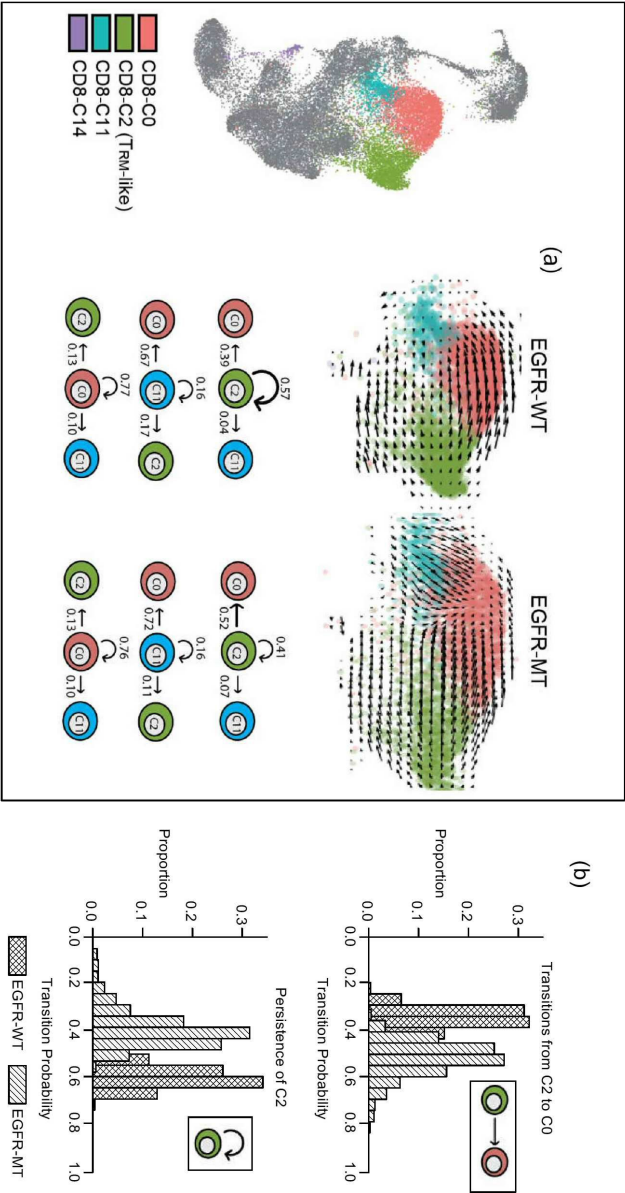 (a)
CD8-C0
CD8-C2 (TRM-like)
CD8-C11
CD8-C14
EGFR-WT
EGFR-MT
0.57
C0 0.39 C2 0.04 C11
0.16
C0 0.67 C11 0.17 C2
0.77
C2 0.13 C0 0.10 C11
0.41
C0 0.52 C2 0.07 C11
0.16
C0 0.72 C11 0.11 C2
0.76
C2 0.13 C0 0.10 C11
(b)
Transitions from C2 to C0
Proportion
0.3
0.2
0.1
0.0
0.0 0.2 0.4 0.6 0.8 1.0
Transition Probability
Persistence of C2
Proportion
0.3
0.2
0.1
0.0
0.0 0.2 0.4 0.6 0.8 1.0
Transition Probability
EGFR-WT
EGFR-MT